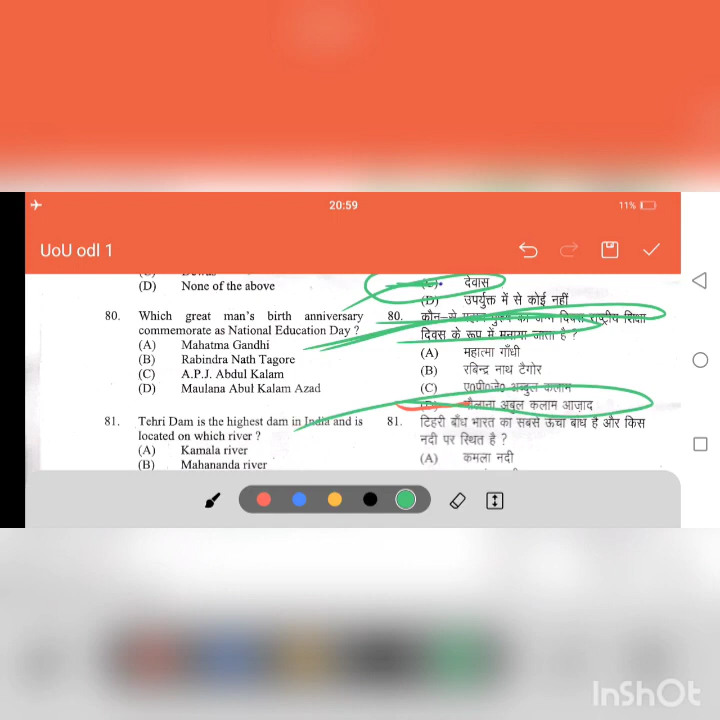 20:59
11%
UoU odl 1
(D) None of the above
80. Which great man's birth anniversary
commemorate as National Education Day ?
(A) Mahatma Gandhi
(B) Rabindra Nath Tagore
(C) A.P.J. Abdul Kalam
(D) Maulana Abul Kalam Azad
81. Tehri Dam is the highest dam in India and is
located on which river ?
(A) Kamala river
(B) Mahananda river
(C) देवास
(D) उपर्युक्त में से कोई नहीं
80. कौन-से महान पुरुष का जन्म दिवस राष्ट्रीय शिक्षा
दिवस के रूप में मनाया जाता है ?
(A) महात्मा गाँधी
(B) रबिन्द्र नाथ टैगोर
(C) ए०पी०जे० अब्दुल कलाम
(D) मौलाना अबुल कलाम आज़ाद
81. टिहरी बाँध भारत का सबसे ऊँचा बाँध है और किस
नदी पर स्थित है ?
(A) कमला नदी
InShOt